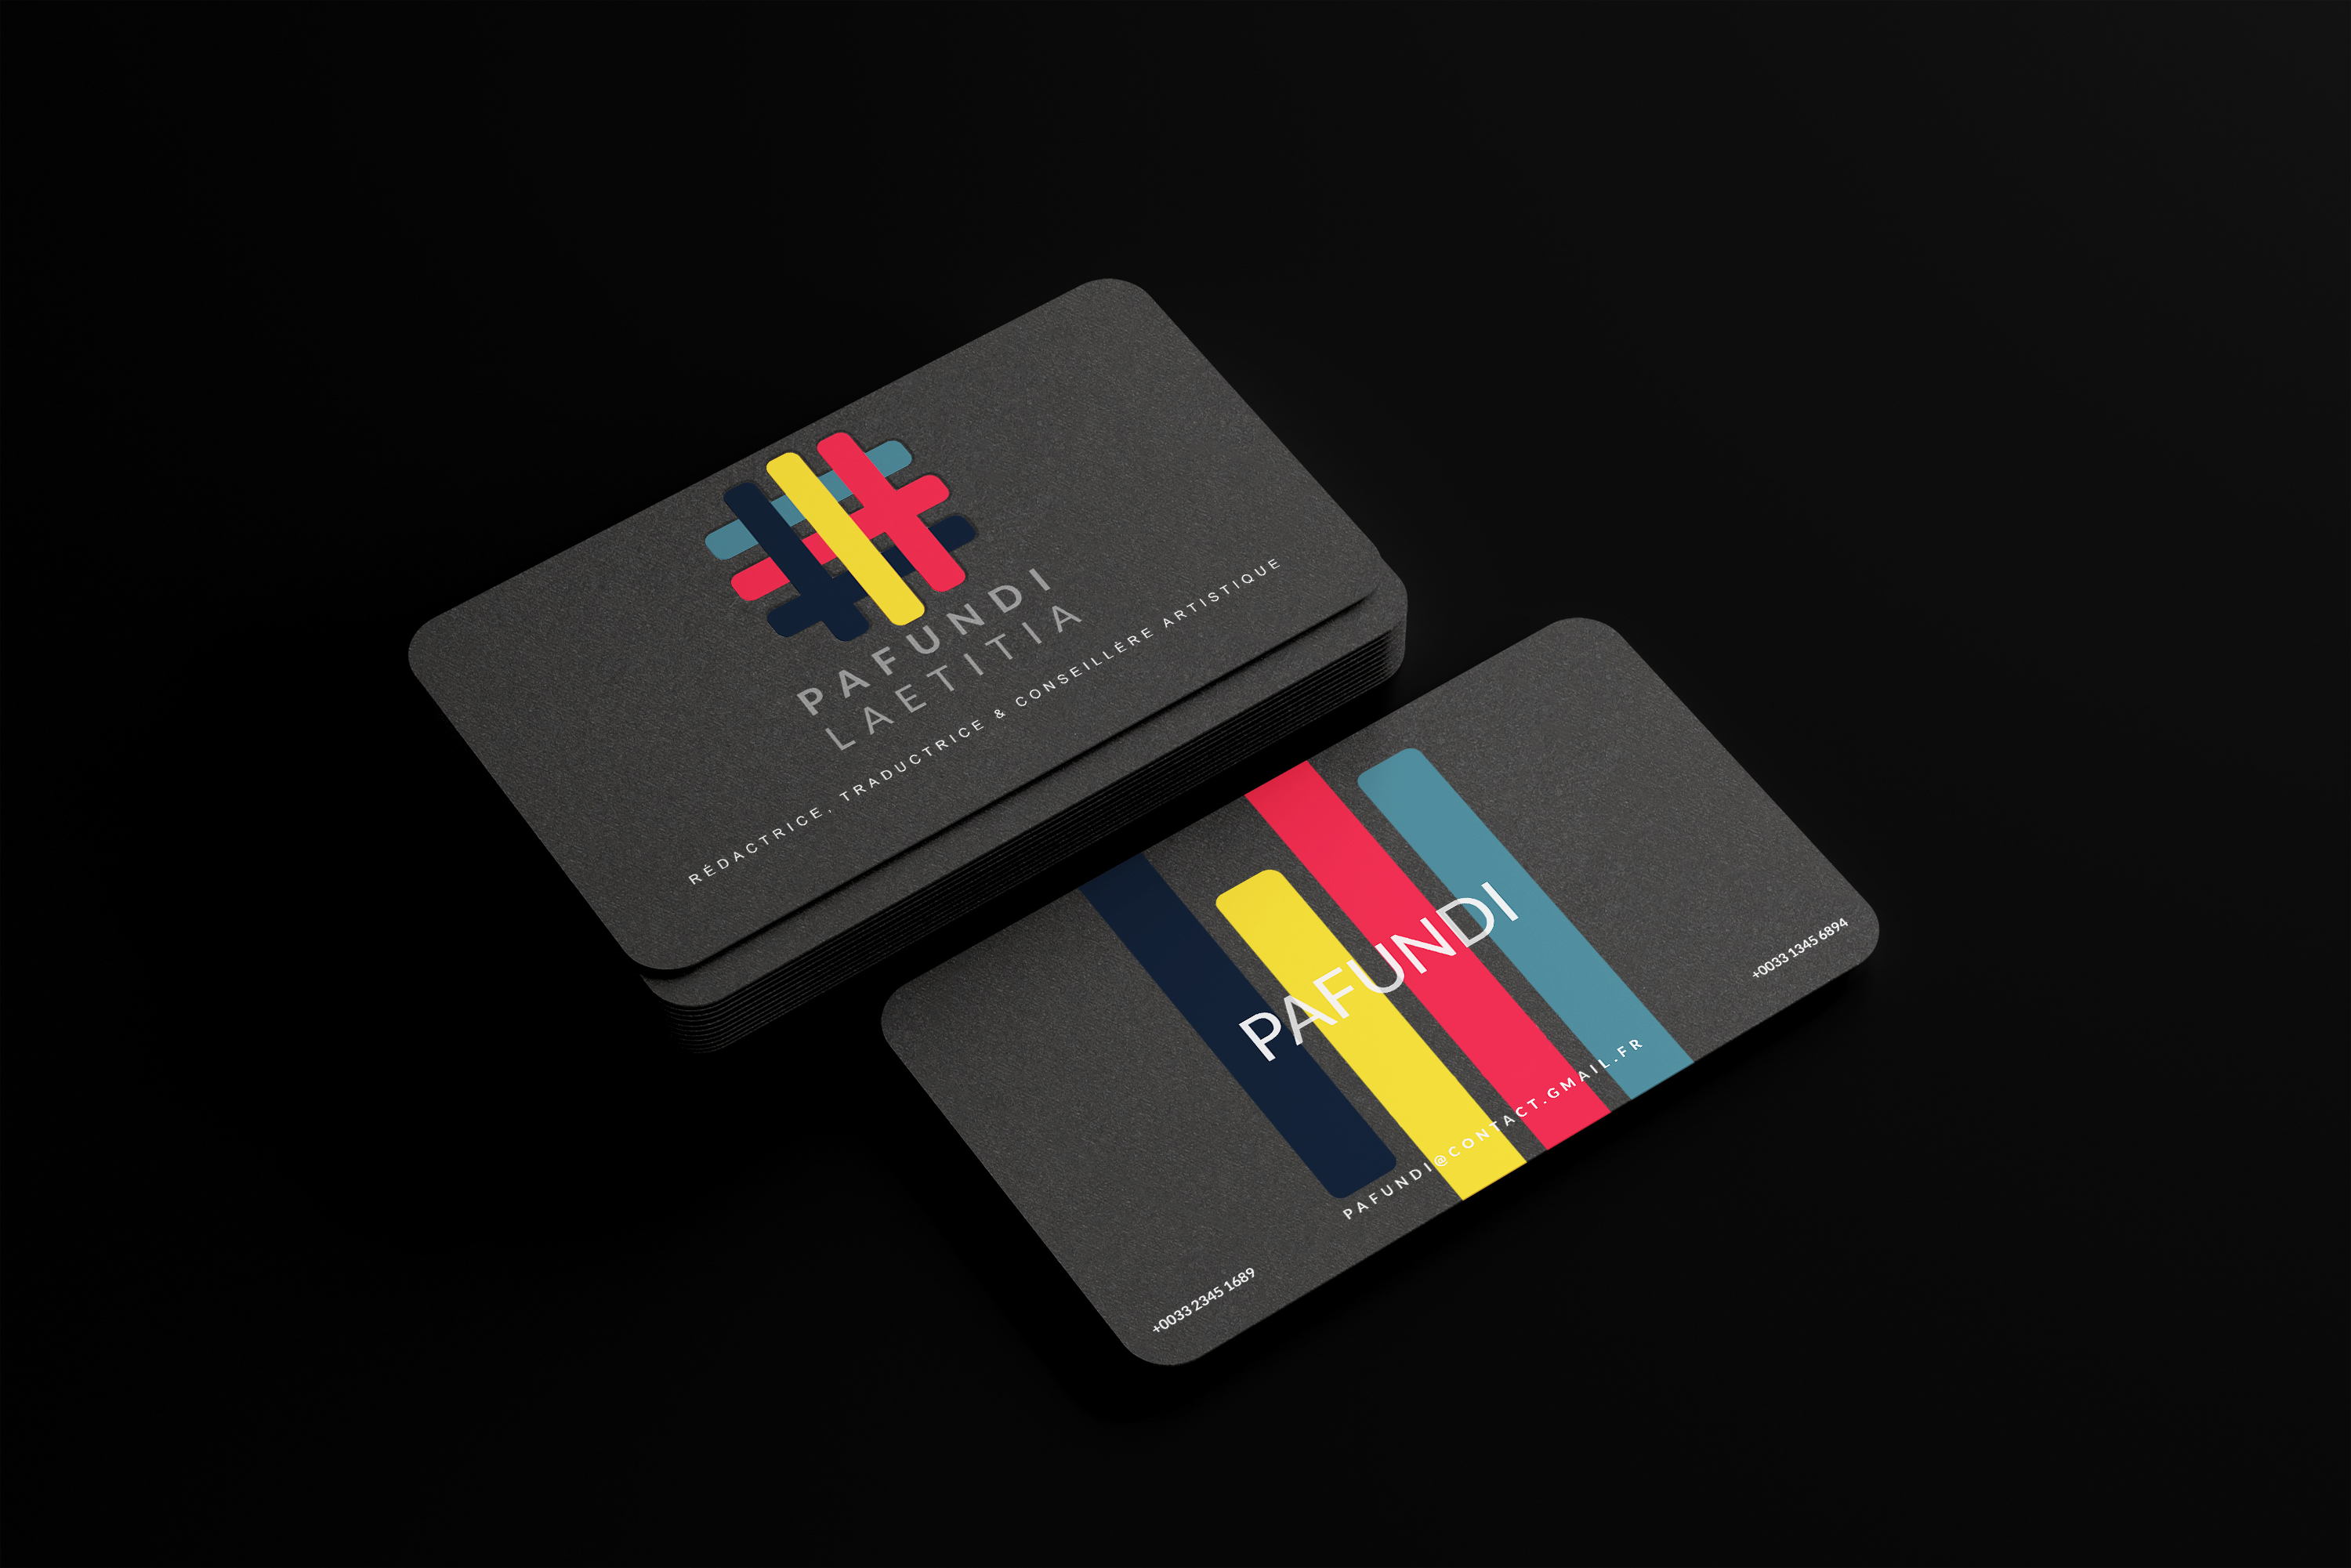 PAFUNDI
LAETITIA
RÉDACTRICE, TRADUCTRICE & CONSEILLÈRE ARTISTIQUE
PAFUNDI
PAFUNDI@CONTACT.GMAIL.FR
+0033 2345 1689
+0033 1345 6894